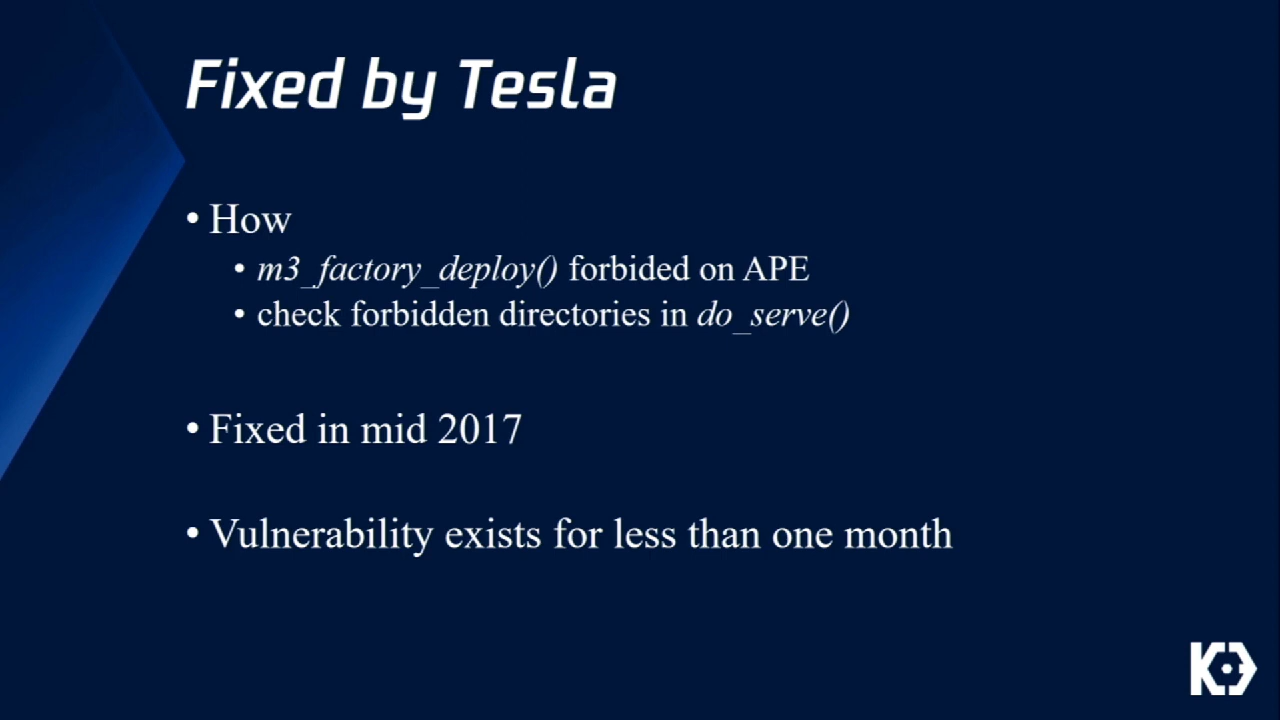 Fixed by Tesla
• How
• m3_factory_deploy() forbided on APE
• check forbidden directories in do_serve()
• Fixed in mid 2017
• Vulnerability exists for less than one month